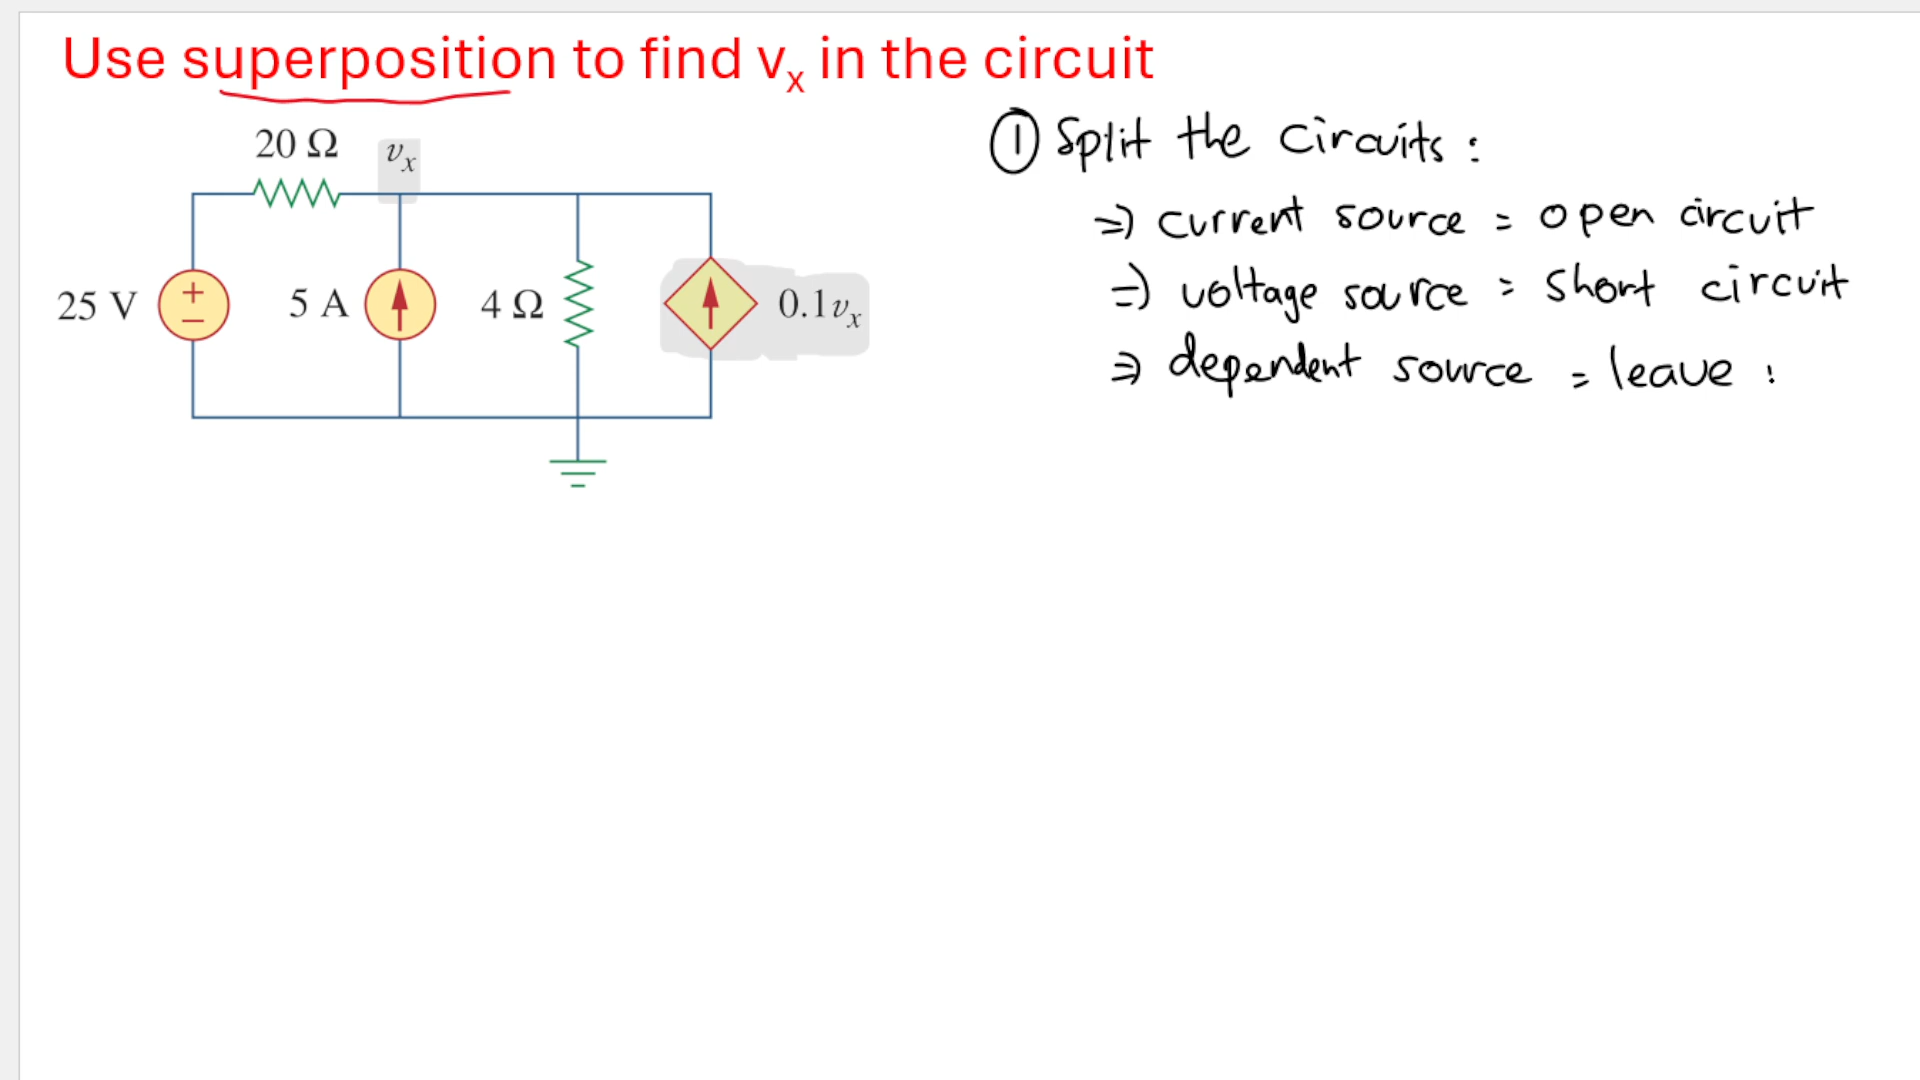 Use superposition to find vx in the circuit
20 Ω
vx
25 V
+
−
5 A
4 Ω
0.1vx
① Split the circuits :
⇒ current source = open circuit
⇒ voltage source = short circuit
⇒ dependent source = leave !